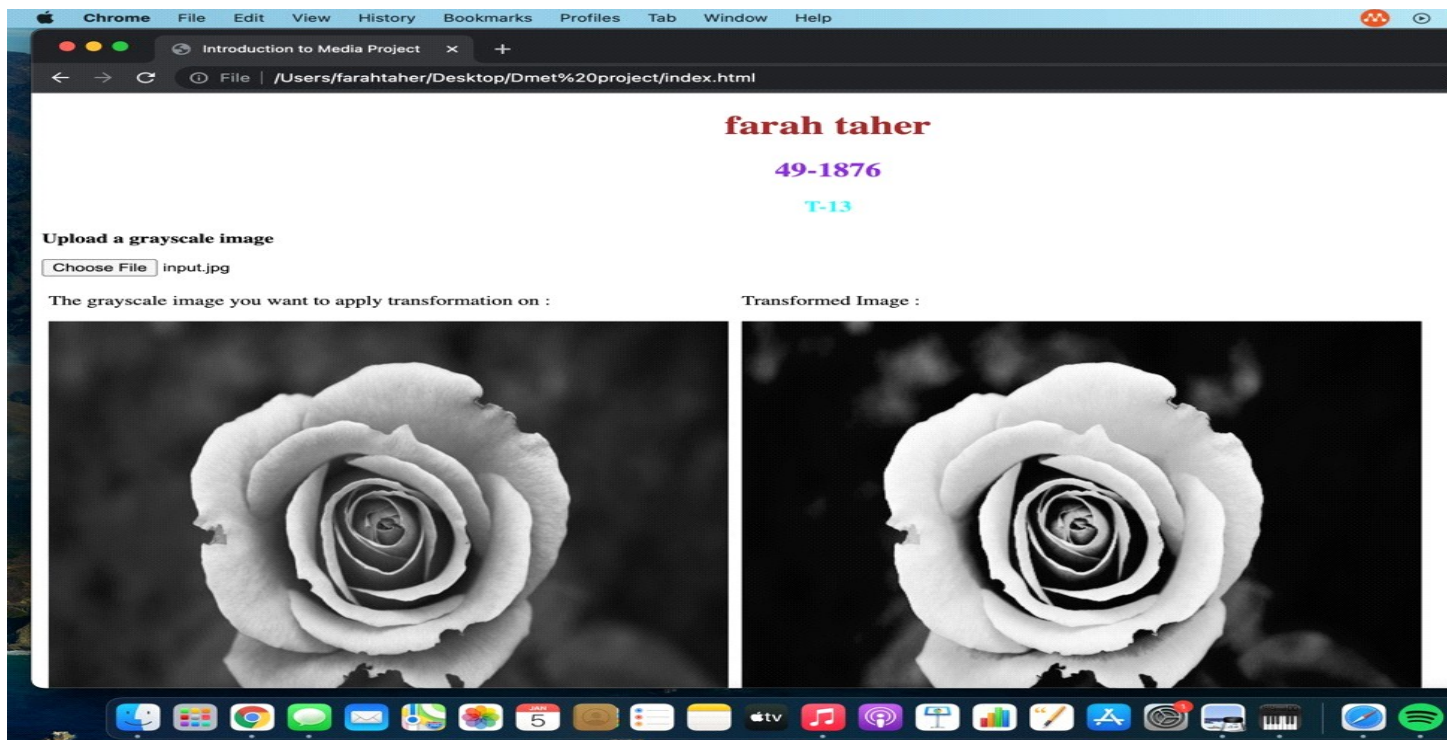 Chrome File Edit View History Bookmarks Profiles Tab Window Help
Introduction to Media Project
File | /Users/farahtaher/Desktop/Dmet%20project/index.html
farah taher
49-1876
T-13
Upload a grayscale image
Choose File input.jpg
The grayscale image you want to apply transformation on :
Transformed Image :
JAN
5
tv
1